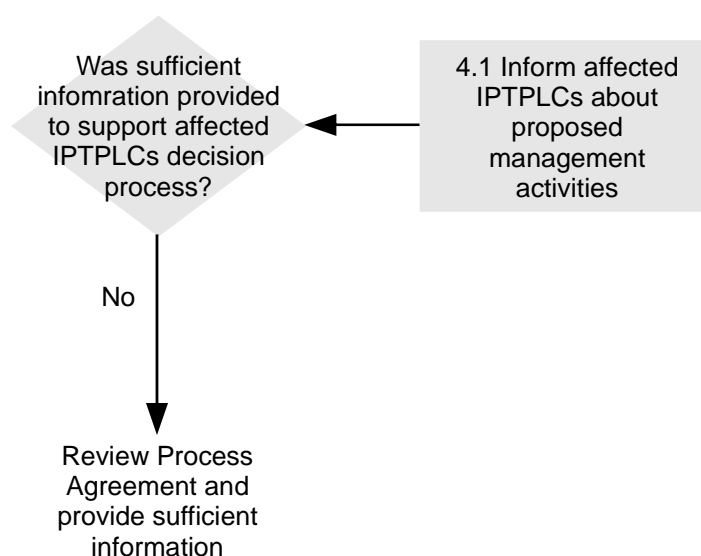 Was sufficient
infomration provided
to support affected
IPTPLCs decision
process?
4.1 Inform affected
IPTPLCs about
proposed
management
activities
No
Review Process
Agreement and
provide sufficient
information